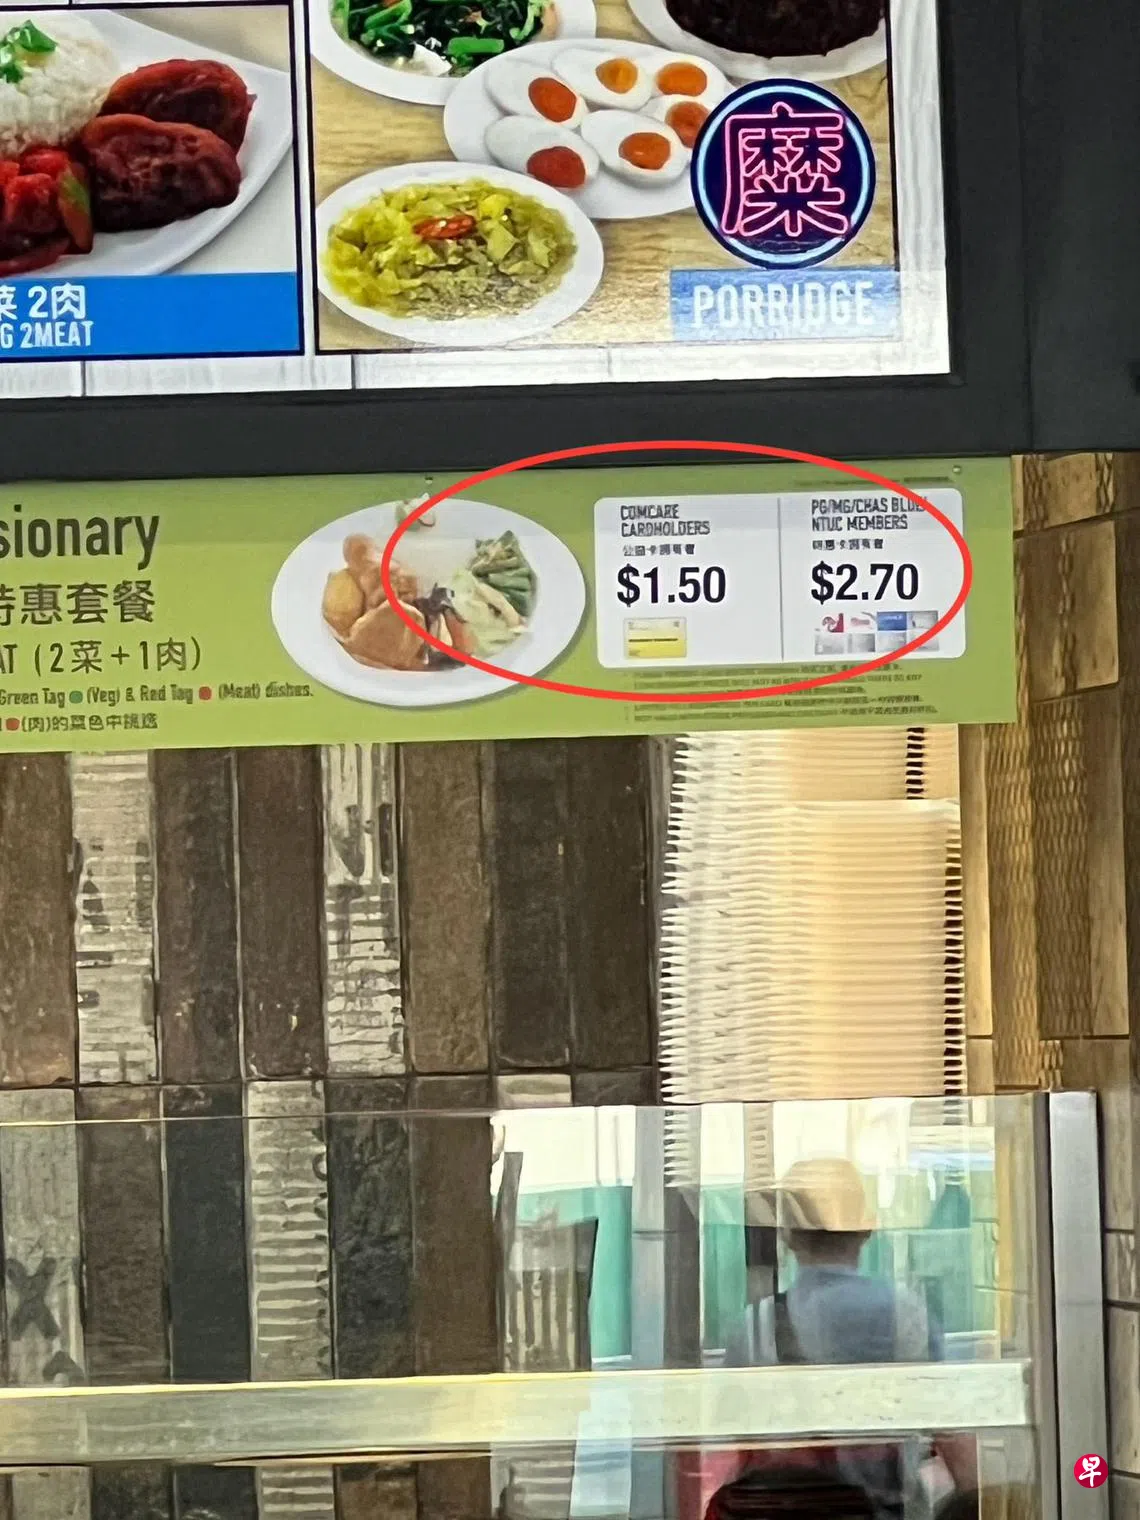 菜 2肉
G 2MEAT
糜
PORRIDGE
sionary
特惠套餐
AT (2菜+1肉)
Green Tag (Veg) & Red Tag (Meat) dishes.
(肉)的菜色中挑选
COMCARE
CARDHOLDERS
$1.50
PG/MG/CHAS BLUE/
NTUC MEMBERS
$2.70
早